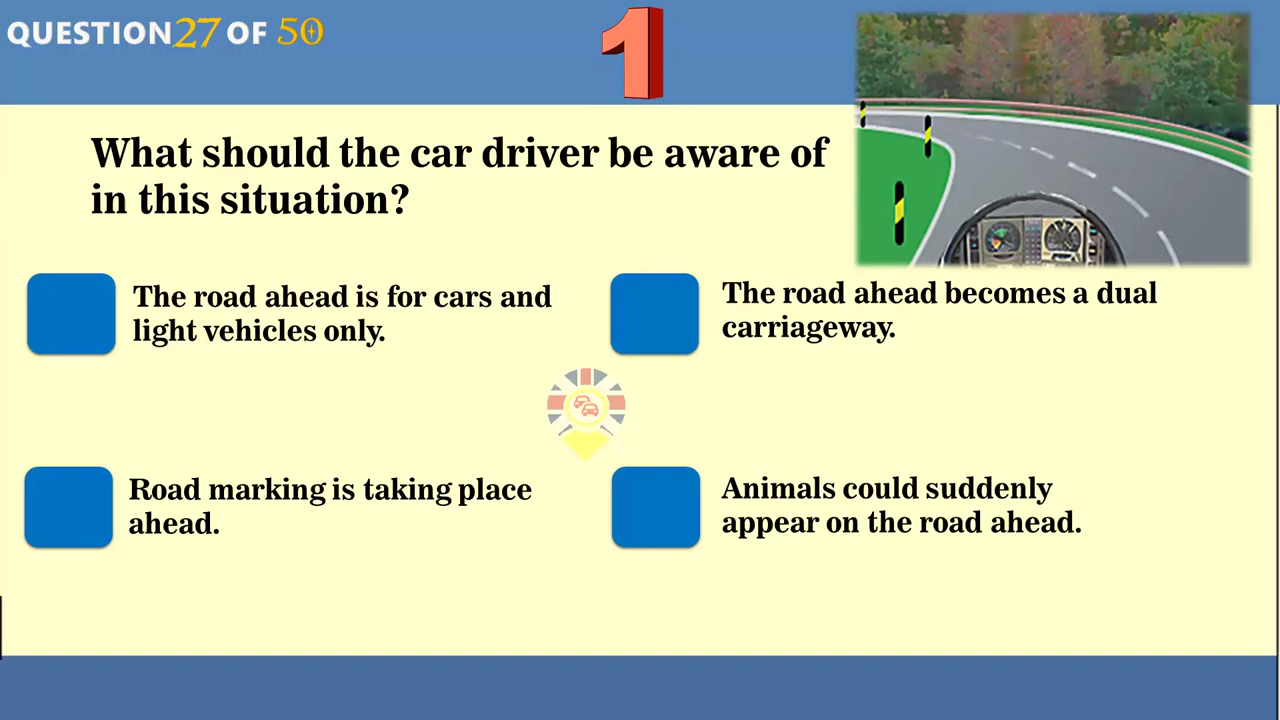 QUESTION 27 OF 50
1
What should the car driver be aware of
in this situation?
The road ahead is for cars and
light vehicles only.
The road ahead becomes a dual
carriageway.
Road marking is taking place
ahead.
Animals could suddenly
appear on the road ahead.